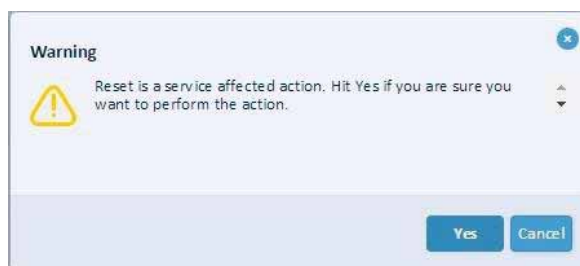 Warning
Reset is a service affected action. Hit Yes if you are sure you
want to perform the action.
Yes
Cancel